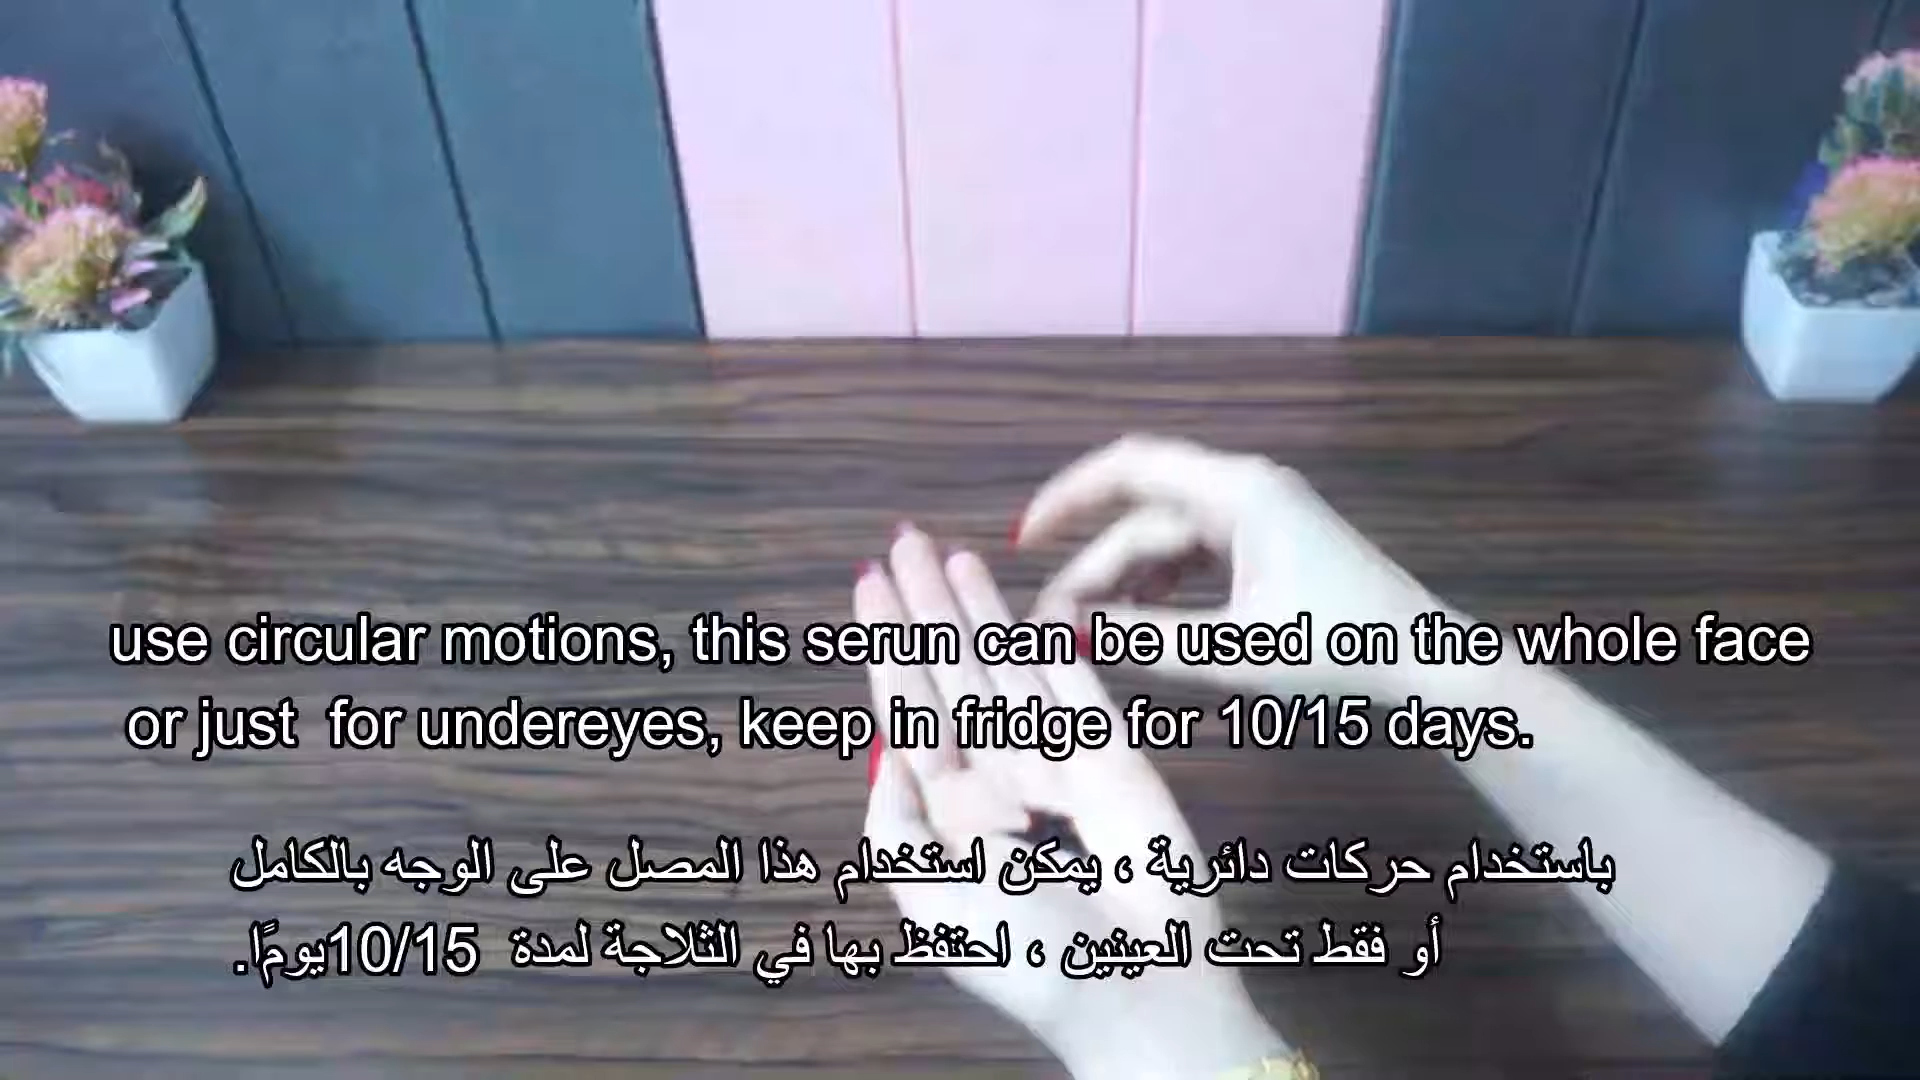 use circular motions, this serun can be used on the whole face
or just for undereyes, keep in fridge for 10/15 days.
باستخدام حركات دائرية ، يمكن استخدام هذا المصل على الوجه بالكامل
أو فقط تحت العينين ، احتفظ بها في الثلاجة لمدة 10/15يومًا.